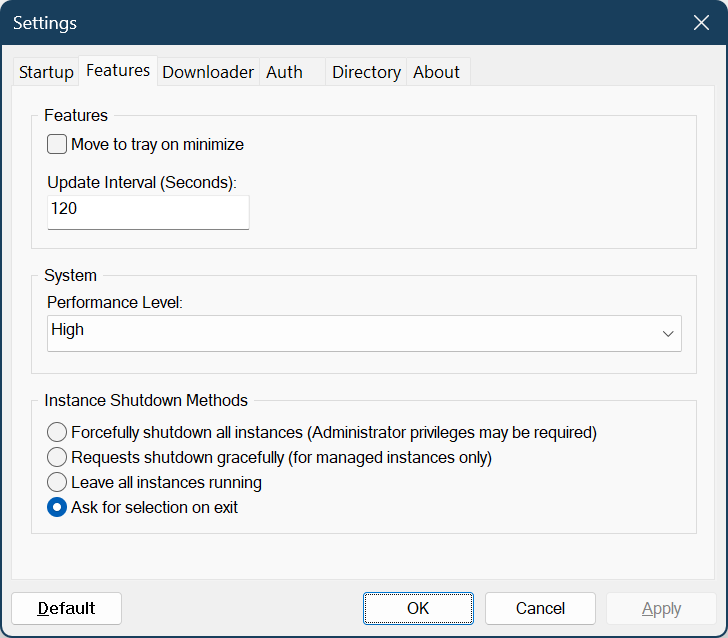 Settings
Startup Features Downloader Auth Directory About
Features
Move to tray on minimize
Update Interval (Seconds):
120
System
Performance Level:
High
Instance Shutdown Methods
Forcefully shutdown all instances (Administrator privileges may be required)
Requests shutdown gracefully (for managed instances only)
Leave all instances running
Ask for selection on exit
Default OK Cancel Apply